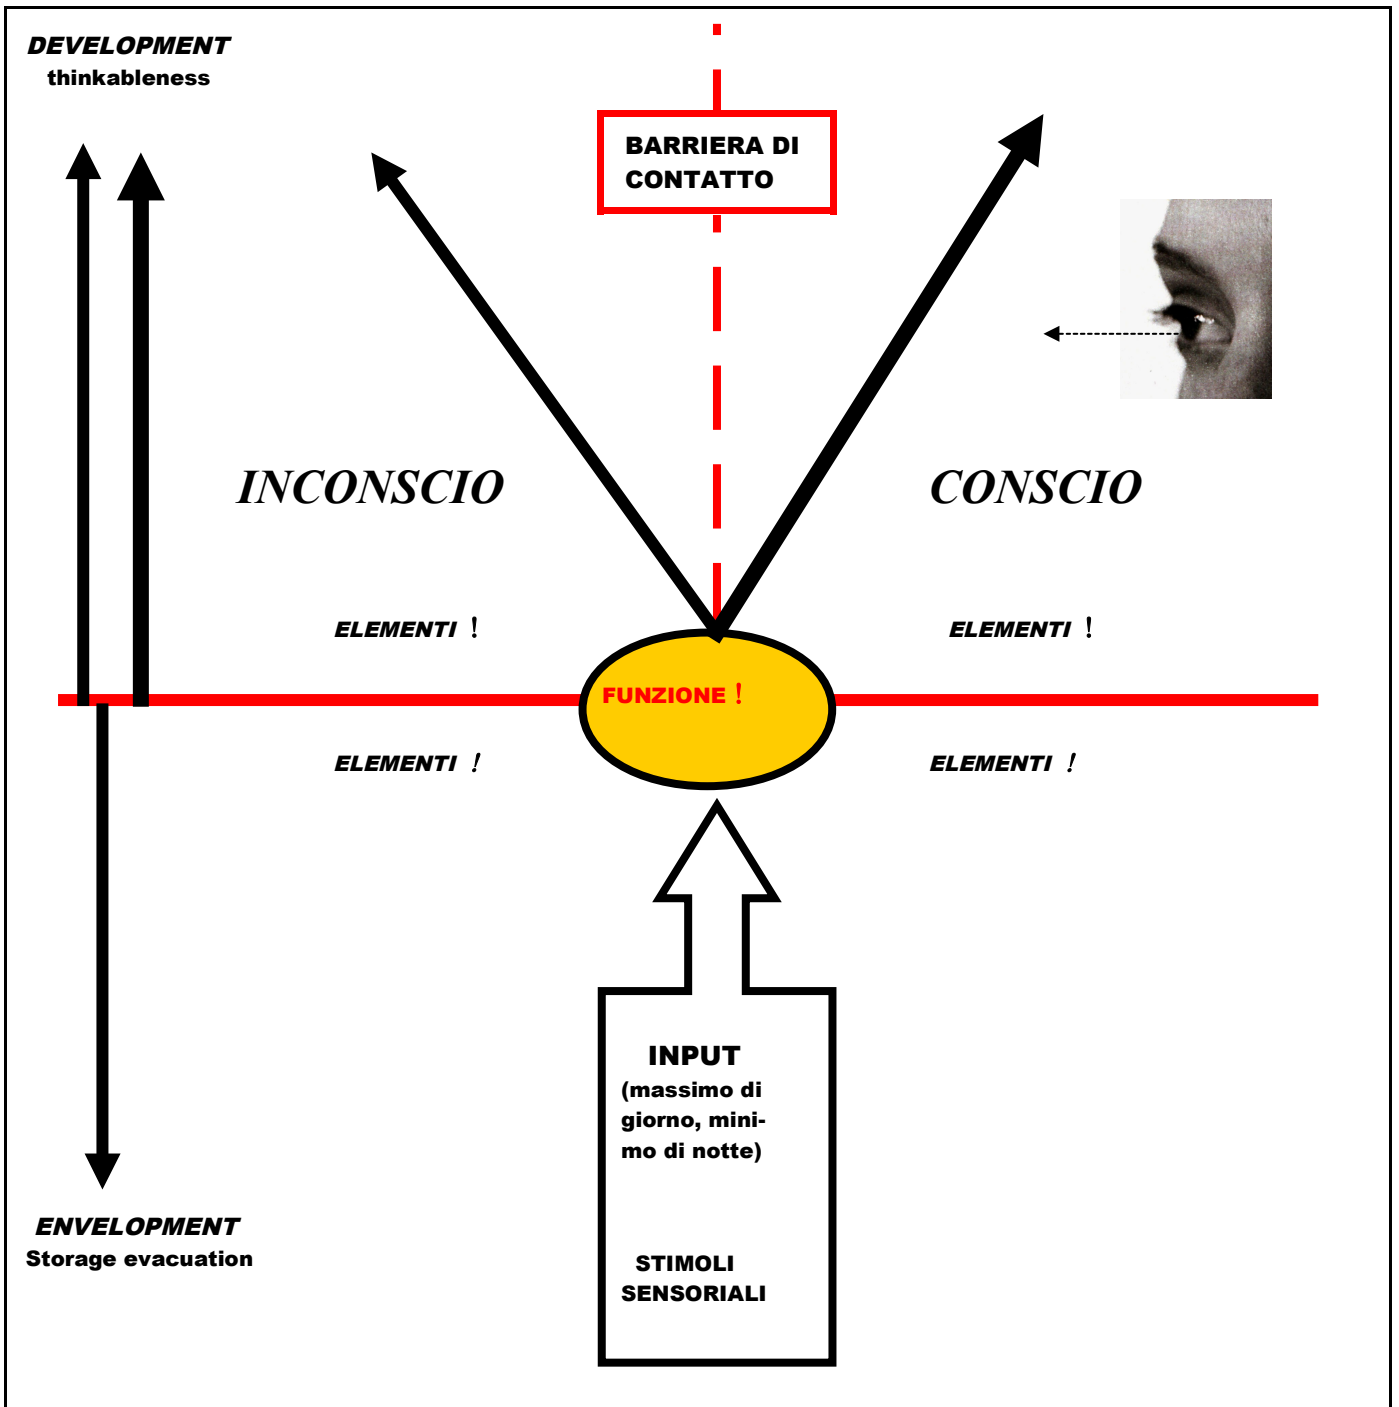 DEVELOPMENT
thinkableness
BARRIERA DI
CONTATTO
INCONSCIO
CONSCIO
ELEMENTI !
ELEMENTI !
FUNZIONE !
ELEMENTI !
ELEMENTI !
INPUT
(massimo di
giorno, mini-
mo di notte)
ENVELOPMENT
Storage evacuation
STIMOLI
SENSORIALI